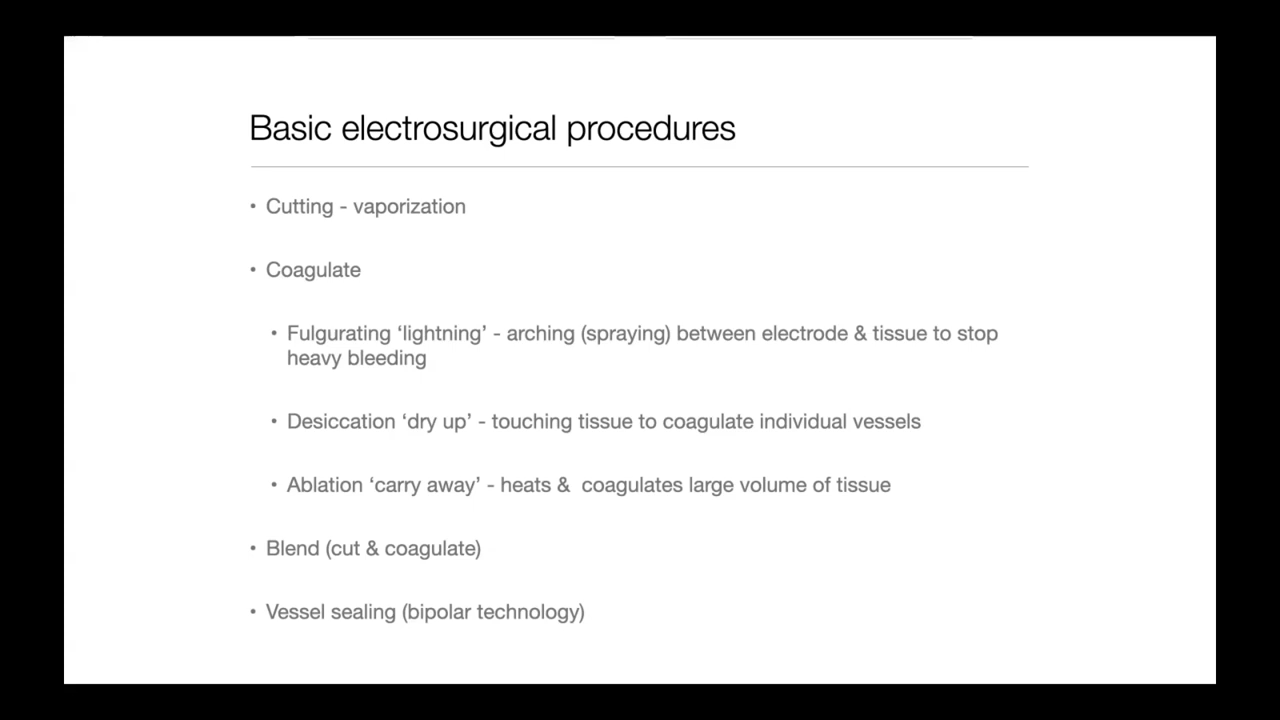 Basic electrosurgical procedures
• Cutting - vaporization
• Coagulate
• Fulgurating ‘lightning’ - arching (spraying) between electrode & tissue to stop
heavy bleeding
• Desiccation ‘dry up’ - touching tissue to coagulate individual vessels
• Ablation ‘carry away’ - heats &  coagulates large volume of tissue
• Blend (cut & coagulate)
• Vessel sealing (bipolar technology)